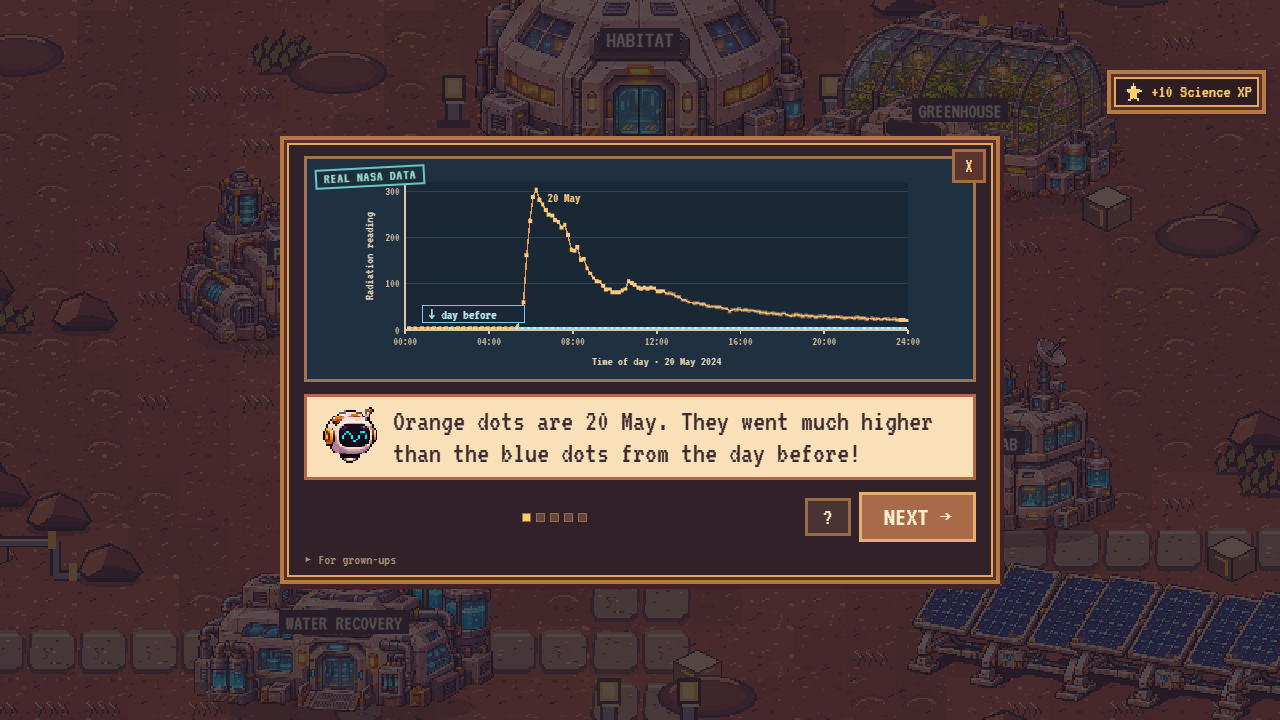 HABITAT
GREENHOUSE
+10 Science XP
X
REAL NASA DATA
300
200
100
0
Radiation reading
20 May
↓ day before
00:00 04:00 08:00 12:00 16:00 20:00 24:00
Time of day · 20 May 2024
Orange dots are 20 May. They went much higher
than the blue dots from the day before!
? NEXT →
▸ For grown-ups
WATER RECOVERY